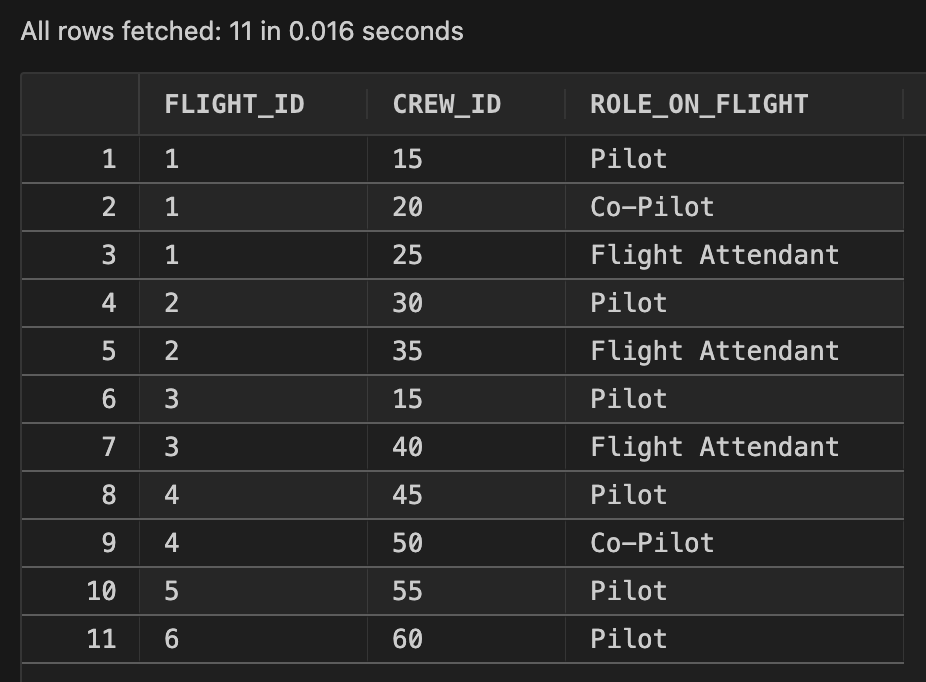 All rows fetched: 11 in 0.016 seconds
FLIGHT_ID CREW_ID ROLE_ON_FLIGHT
1 1 15 Pilot
2 1 20 Co-Pilot
3 1 25 Flight Attendant
4 2 30 Pilot
5 2 35 Flight Attendant
6 3 15 Pilot
7 3 40 Flight Attendant
8 4 45 Pilot
9 4 50 Co-Pilot
10 5 55 Pilot
11 6 60 Pilot